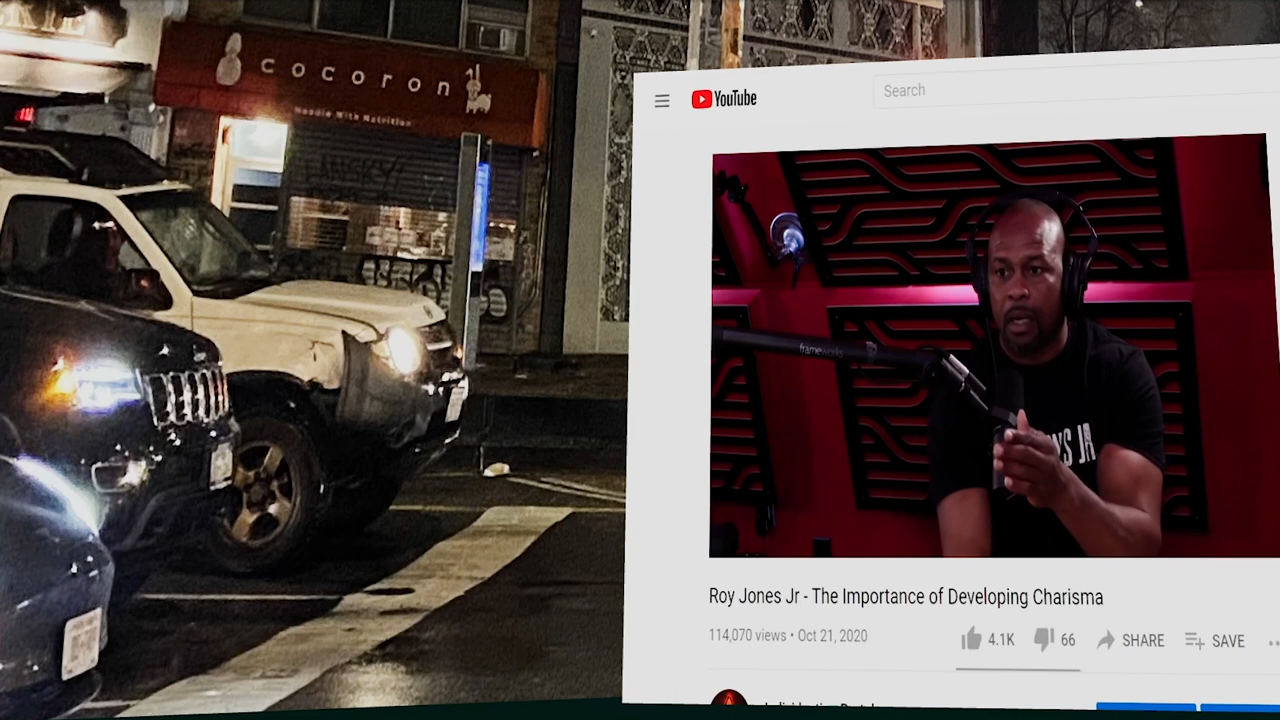 cocoron
Noodle With Nutrition
YouTube
Search
frameworks
Roy Jones Jr - The Importance of Developing Charisma
114,070 views • Oct 21, 2020
4.1K
66
SHARE
SAVE